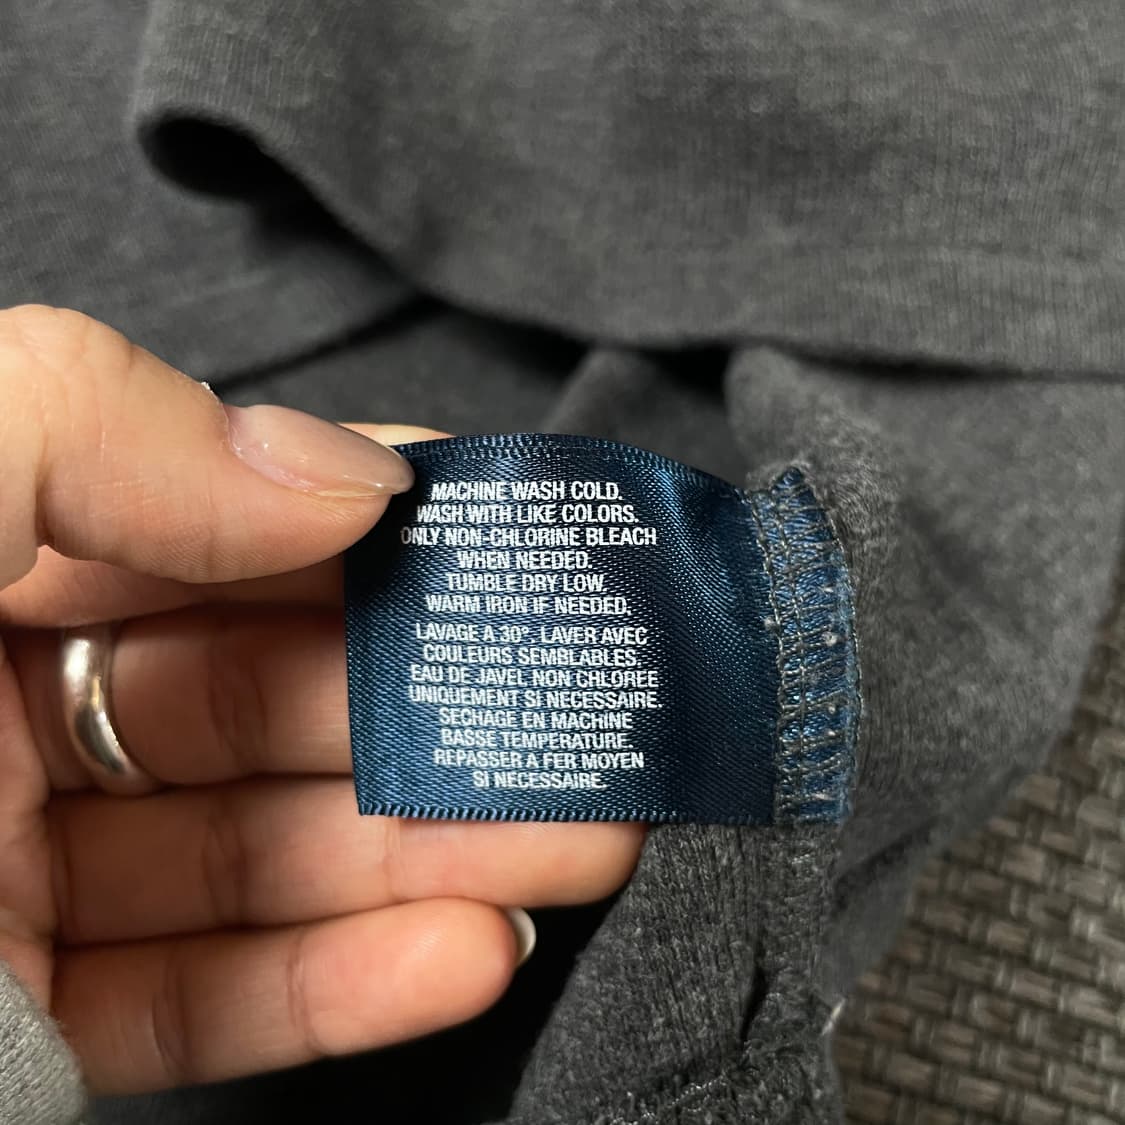 MACHINE WASH COLD.
WASH WITH LIKE COLORS.
ONLY NON-CHLORINE BLEACH
WHEN NEEDED.
TUMBLE DRY LOW.
WARM IRON IF NEEDED.
LAVAGE A 30°. LAVER AVEC
COULEURS SEMBLABLES.
EAU DE JAVEL NON CHLOREE
UNIQUEMENT SI NECESSAIRE.
SECHAGE EN MACHINE
BASSE TEMPERATURE.
REPASSER A FER MOYEN
SI NECESSAIRE.